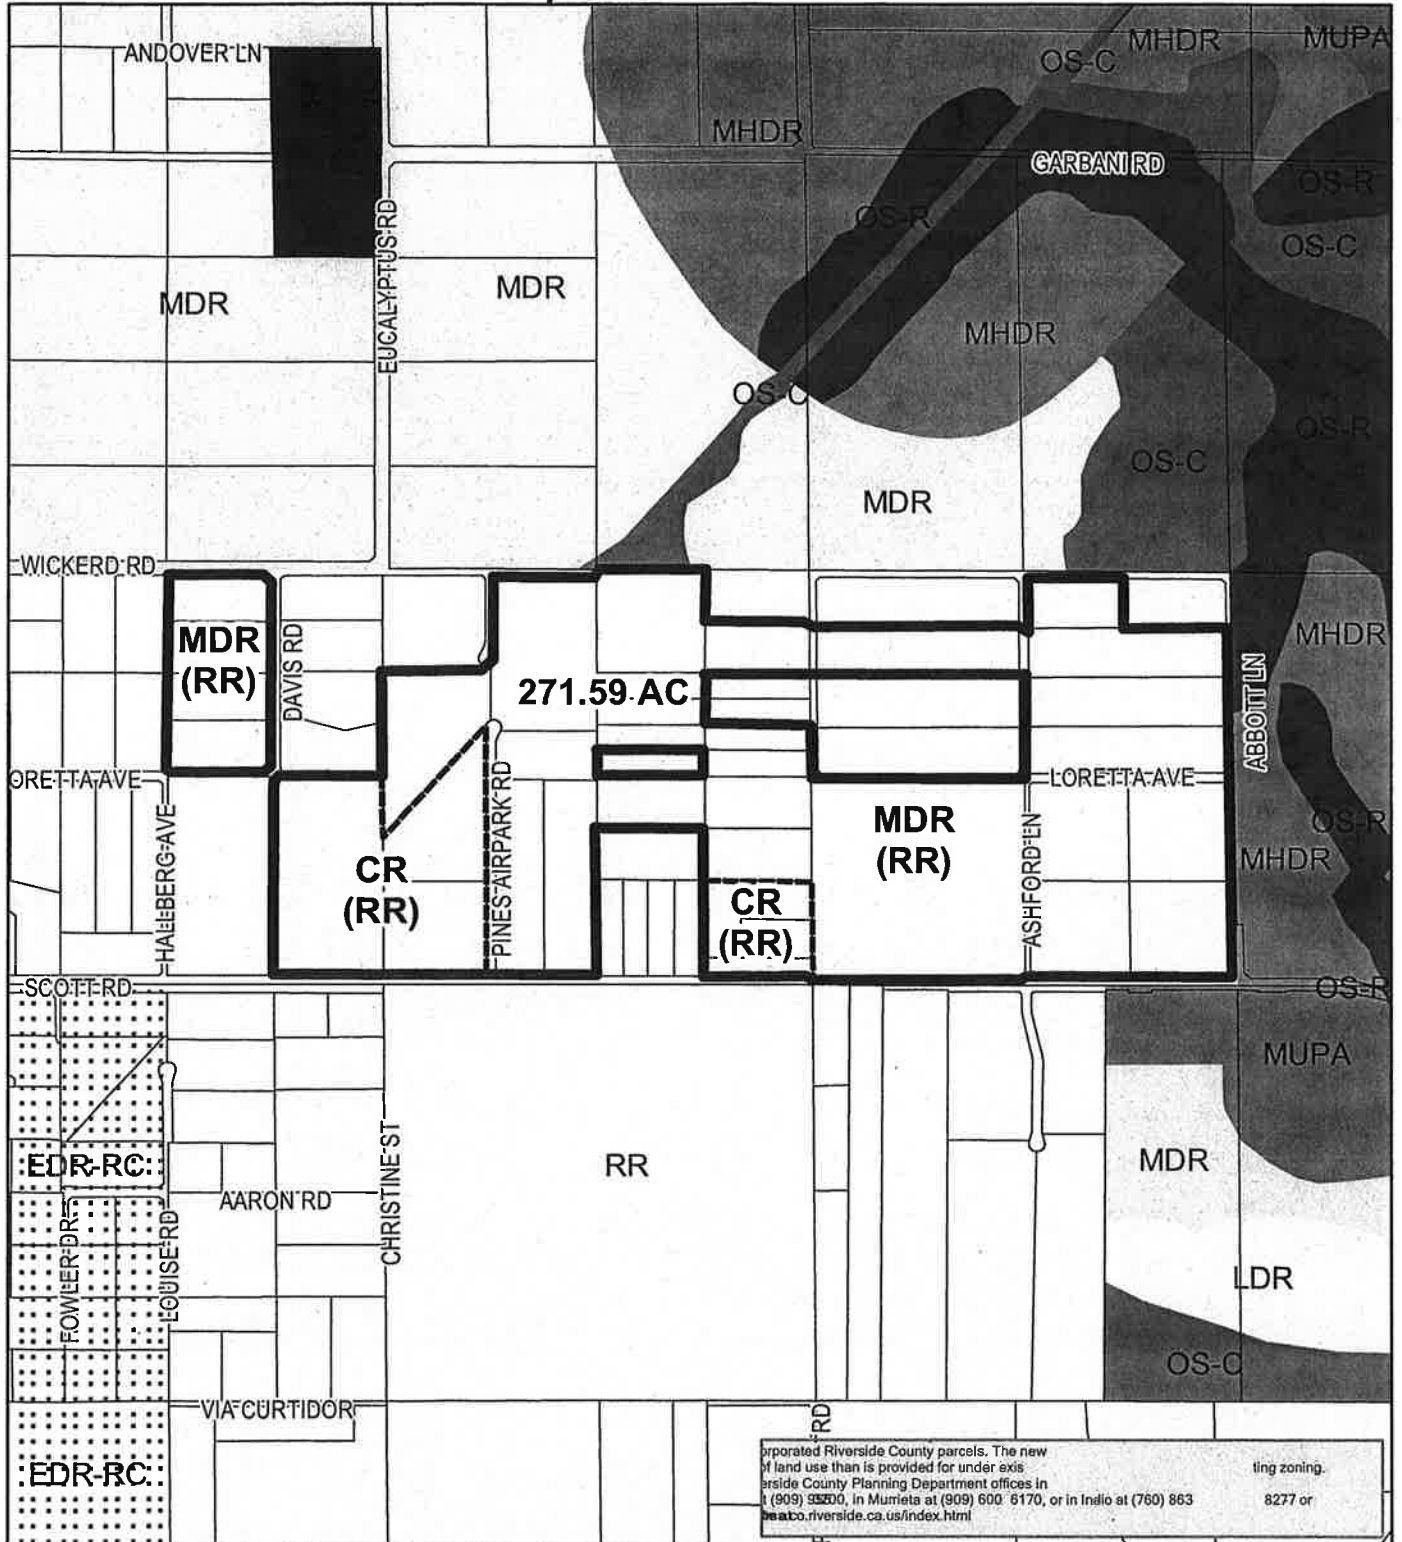 ANDOVER LN
MHDR
MUPA
OS-C
MHDR
GARBANI RD
OS-R
OS-R
OS-C
EUCALYPTUS RD
MDR
MDR
MHDR
OS-C
OS-R
OS-C
MDR
WICKERD RD
MDR
(RR)
DAVIS RD
MHDR
271.59 AC
ABBOTT LN
ORETTA AVE
LORETTA AVE
PINES AIRPARK RD
HALLBERG AVE
MDR
(RR)
OS-R
ASHFORD LN
MHDR
CR
(RR)
CR
(RR)
SCOTT RD
OS-R
MUPA
EDR-RC
RR
MDR
AARON RD
CHRISTINE ST
FOWLER DR
LOUISE RD
LDR
OS-C
VIA CURTIDOR
RD
EDR-RC
orporated Riverside County parcels. The new
of land use than is provided for under exis ting zoning.
erside County Planning Department offices in
(909) in Murrieta at (909) 600 6170, or in Indio at (760) 863 8277 or
.co.riverside.ca.us/index.html